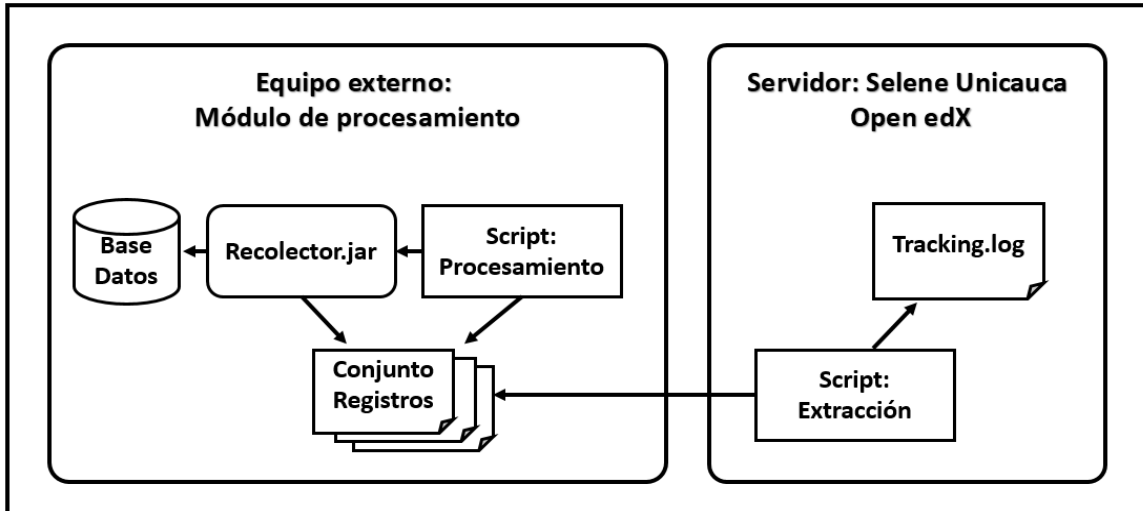 Equipo externo:
Módulo de procesamiento
Base
Datos
Recolector.jar
Script:
Procesamiento
Conjunto
Registros
Servidor: Selene Unicauca
Open edX
Tracking.log
Script:
Extracción